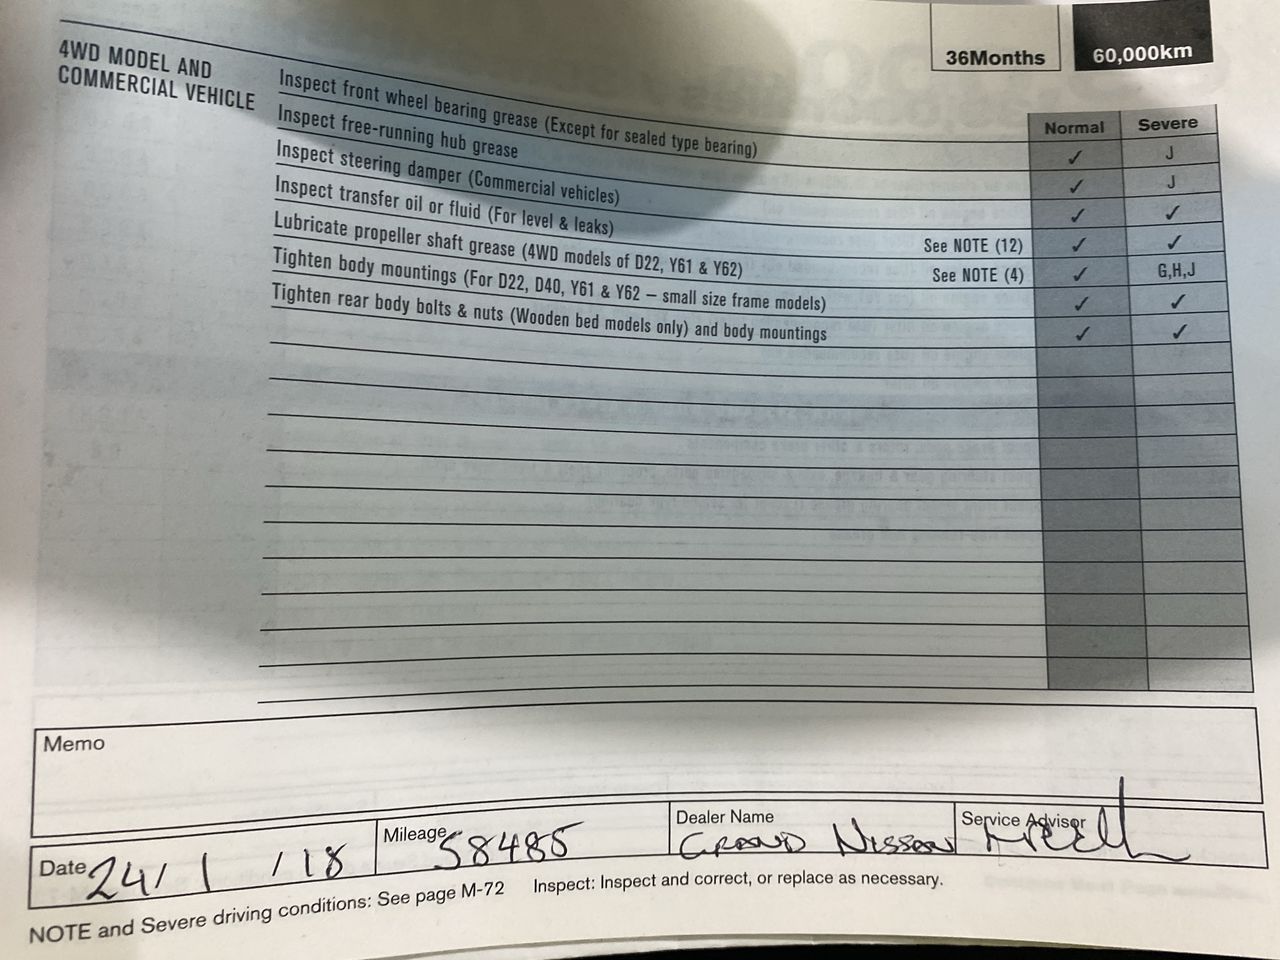 36Months 60,000km
4WD MODEL AND
COMMERCIAL VEHICLE
Normal Severe
Inspect front wheel bearing grease (Except for sealed type bearing) ✓ J
Inspect free-running hub grease ✓ J
Inspect steering damper (Commercial vehicles) ✓ ✓
Inspect transfer oil or fluid (For level & leaks) See NOTE (12) ✓ ✓
Lubricate propeller shaft grease (4WD models of D22, Y61 & Y62) See NOTE (4) ✓ G,H,J
Tighten body mountings (For D22, D40, Y61 & Y62 – small size frame models) ✓ ✓
Tighten rear body bolts & nuts (Wooden bed models only) and body mountings ✓ ✓
Memo
Date 24/1/18 Mileage 58485 Dealer Name GRAND NISSAN Service Advisor
NOTE and Severe driving conditions: See page M-72 Inspect: Inspect and correct, or replace as necessary.